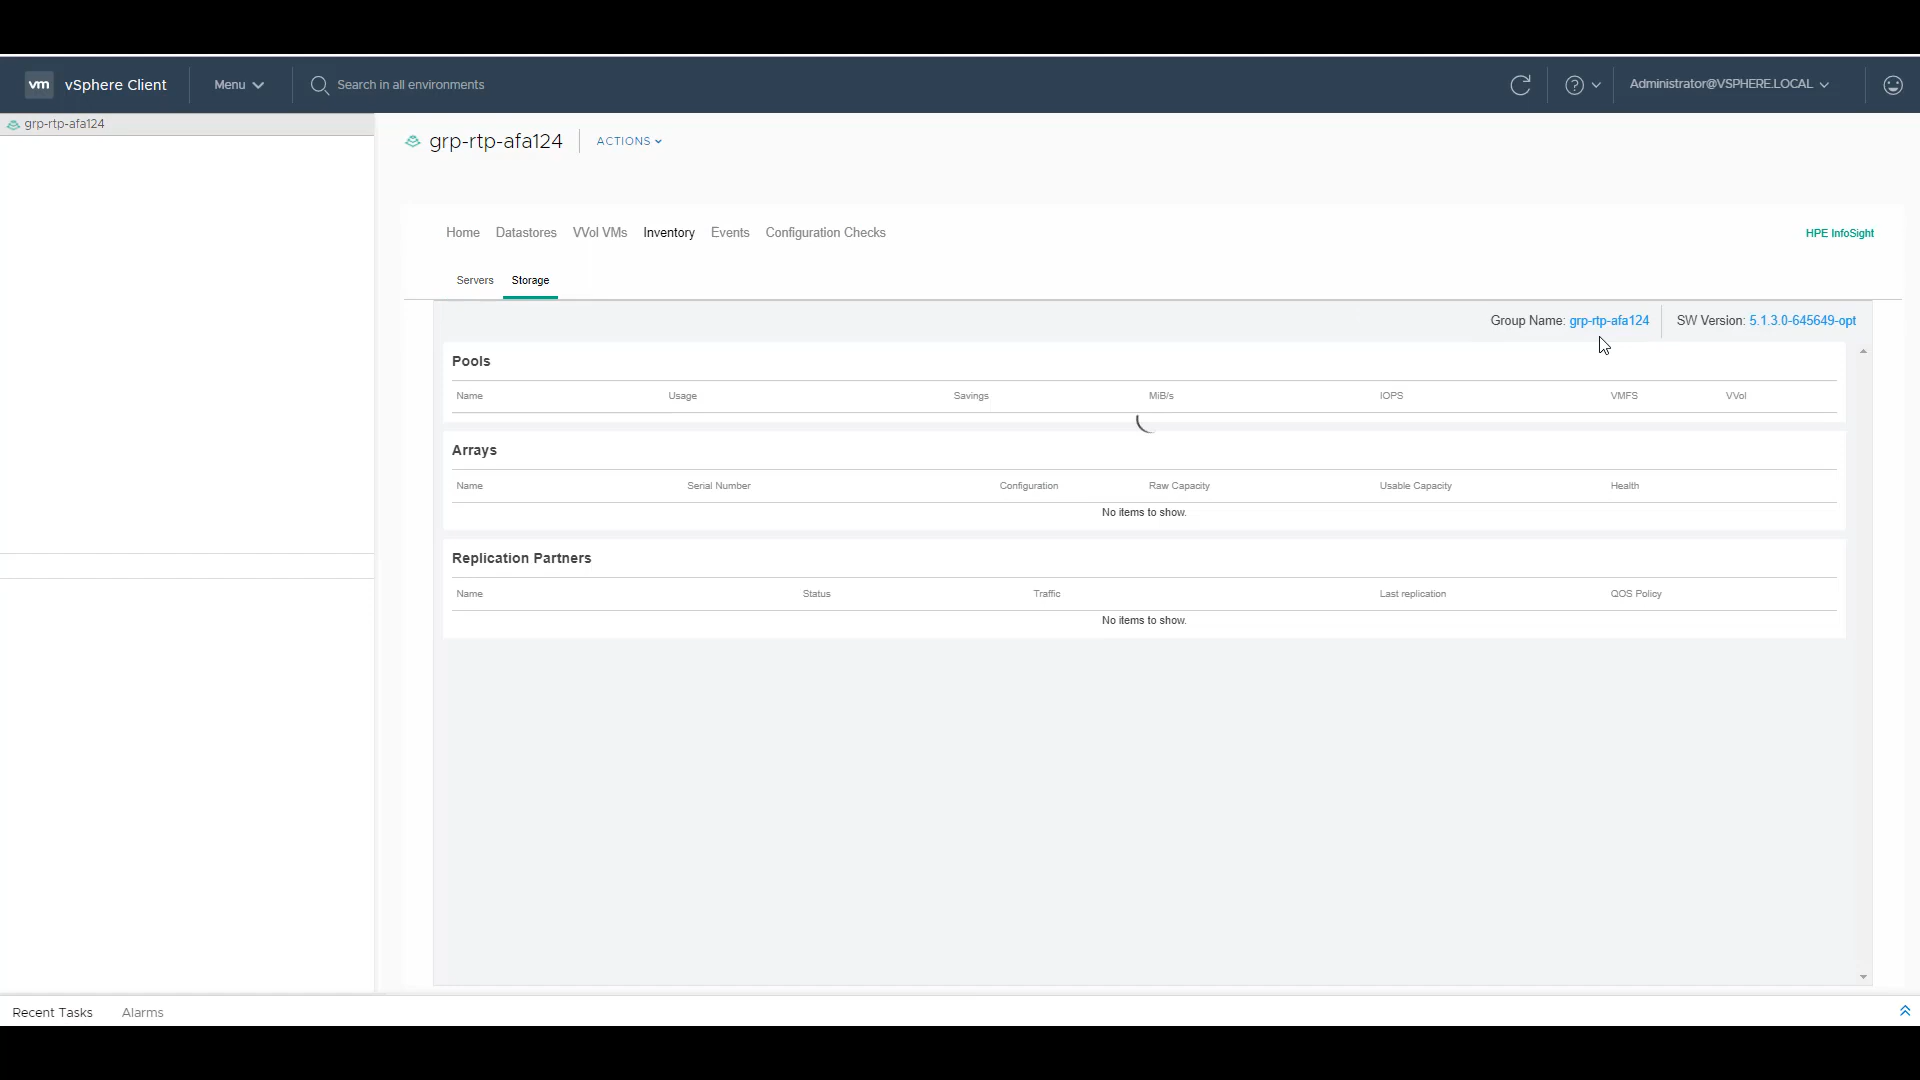 vm vSphere Client Menu Search in all environments Administrator@VSPHERE.LOCAL
grp-rtp-afa124
grp-rtp-afa124 ACTIONS
Home Datastores VVol VMs Inventory Events Configuration Checks HPE InfoSight
Servers Storage
Group Name: grp-rtp-afa124 SW Version: 5.1.3.0-645649-opt
Pools
Name Usage Savings MiB/s IOPS VMFS VVol
Arrays
Name Serial Number Configuration Raw Capacity Usable Capacity Health
No items to show.
Replication Partners
Name Status Traffic Last replication QOS Policy
No items to show.
Recent Tasks Alarms